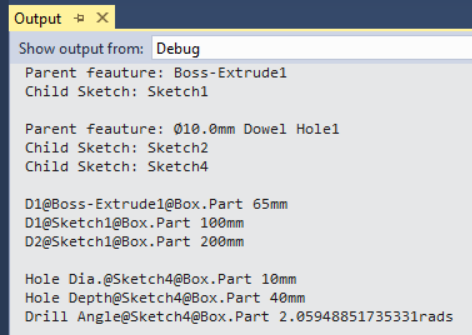 Output
Show output from: Debug
Parent feauture: Boss-Extrude1
Child Sketch: Sketch1
Parent feauture: Ø10.0mm Dowel Hole1
Child Sketch: Sketch2
Child Sketch: Sketch4
D1@Boss-Extrude1@Box.Part 65mm
D1@Sketch1@Box.Part 100mm
D2@Sketch1@Box.Part 200mm
Hole Dia.@Sketch4@Box.Part 10mm
Hole Depth@Sketch4@Box.Part 40mm
Drill Angle@Sketch4@Box.Part 2.05948851735331rads